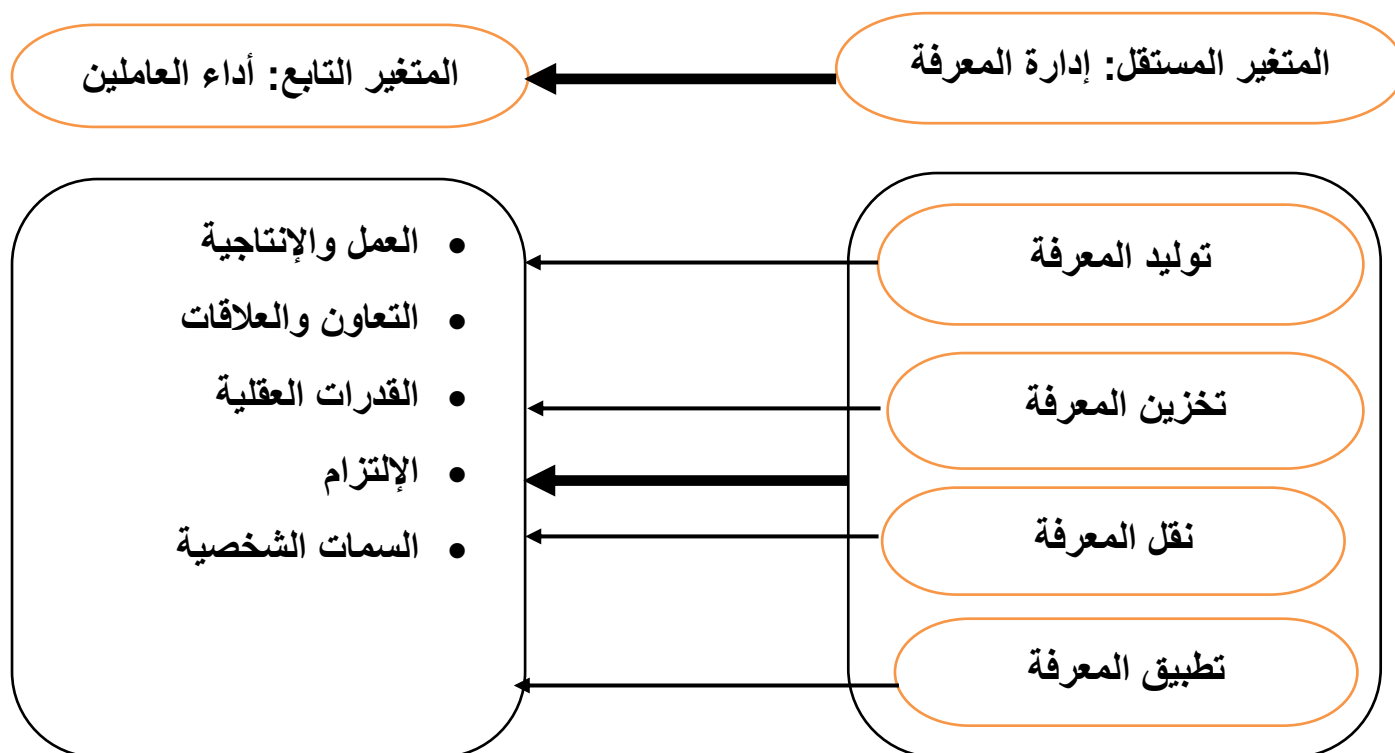 المتغير المستقل: إدارة المعرفة
المتغير التابع: أداء العاملين
توليد المعرفة
تخزين المعرفة
نقل المعرفة
تطبيق المعرفة
• العمل والإنتاجية
• التعاون والعلاقات
• القدرات العقلية
• الإلتزام
• السمات الشخصية